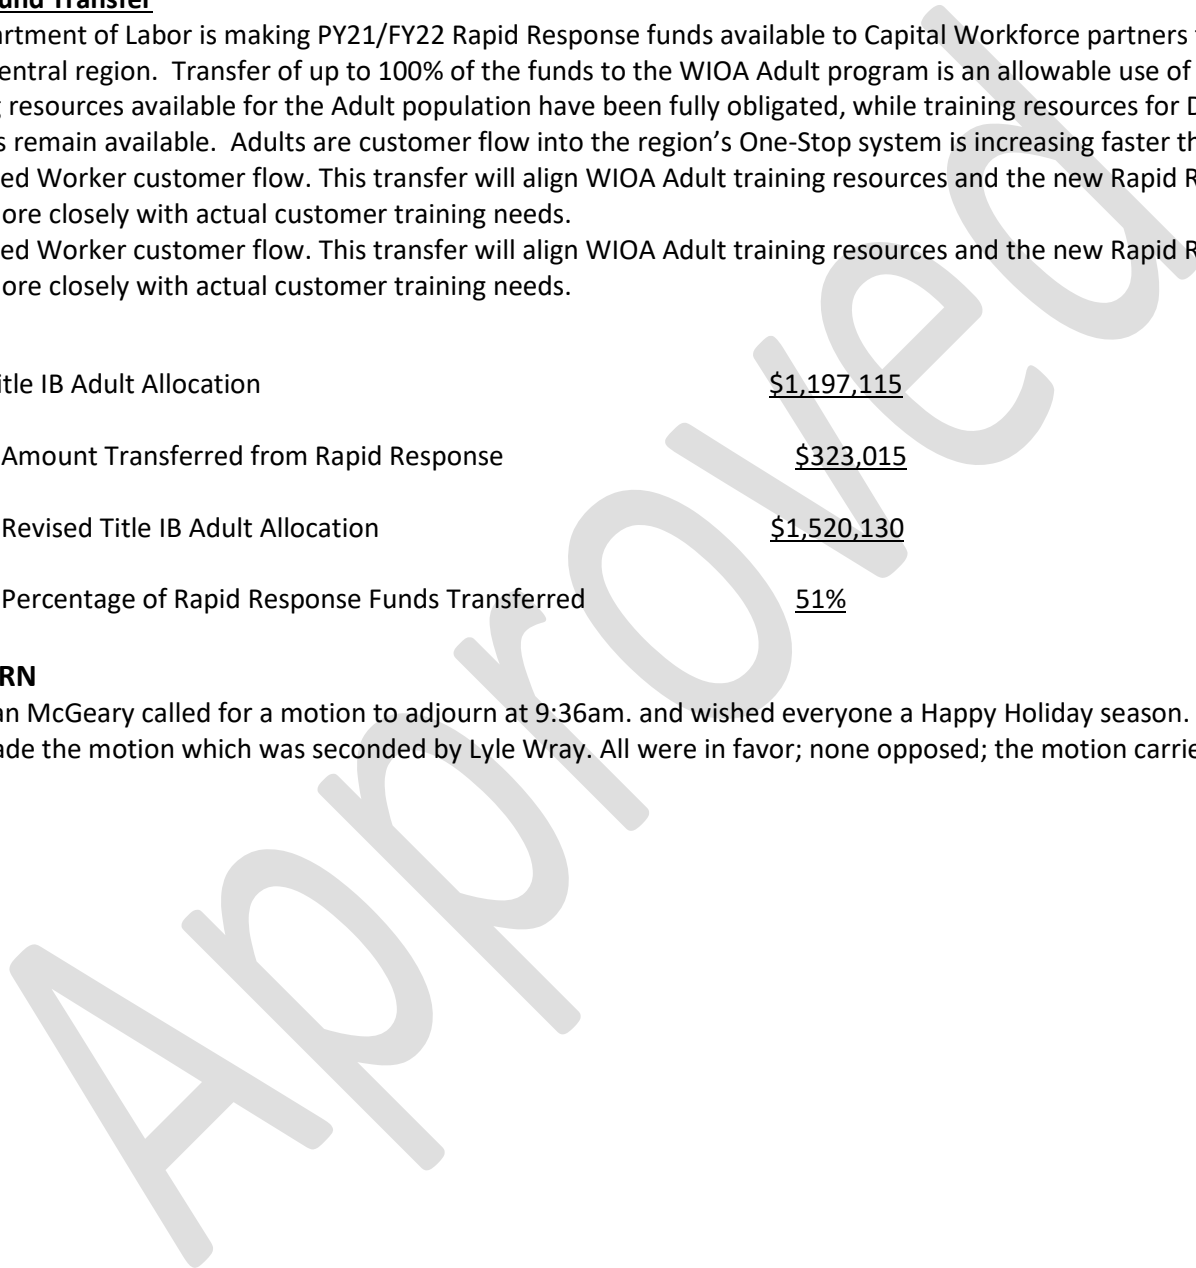 und Transfer
artment of Labor is making PY21/FY22 Rapid Response funds available to Capital Workforce partners
entral region. Transfer of up to 100% of the funds to the WIOA Adult program is an allowable use of
resources available for the Adult population have been fully obligated, while training resources for D
s remain available. Adults are customer flow into the region's One-Stop system is increasing faster th
ed Worker customer flow. This transfer will align WIOA Adult training resources and the new Rapid R
ore closely with actual customer training needs.
ed Worker customer flow. This transfer will align WIOA Adult training resources and the new Rapid R
ore closely with actual customer training needs.
itle IB Adult Allocation $1,197,115
Amount Transferred from Rapid Response $323,015
Revised Title IB Adult Allocation $1,520,130
Percentage of Rapid Response Funds Transferred 51%
RN
an McGeary called for a motion to adjourn at 9:36am. and wished everyone a Happy Holiday season.
ade the motion which was seconded by Lyle Wray. All were in favor; none opposed; the motion carrie
Approved